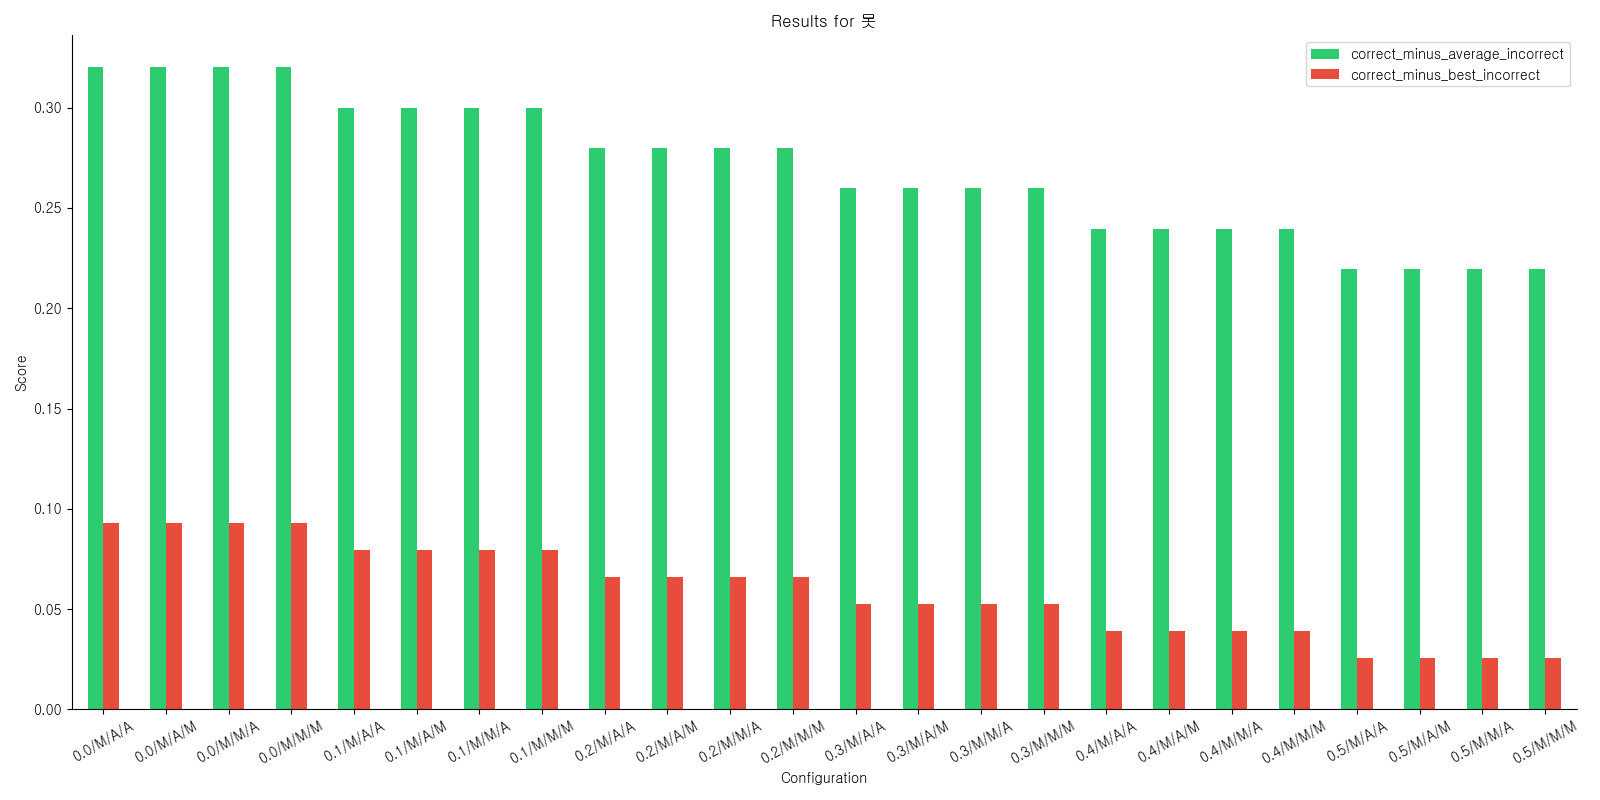 Results for 못
correct_minus_average_incorrect
correct_minus_best_incorrect
Score
0.30
0.25
0.20
0.15
0.10
0.05
0.00
0.0/M/A/A
0.0/M/A/M
0.0/M/M/A
0.0/M/M/M
0.1/M/A/A
0.1/M/A/M
0.1/M/M/A
0.1/M/M/M
0.2/M/A/A
0.2/M/A/M
0.2/M/M/A
0.2/M/M/M
0.3/M/A/A
0.3/M/A/M
0.3/M/M/A
0.3/M/M/M
0.4/M/A/A
0.4/M/A/M
0.4/M/M/A
0.4/M/M/M
0.5/M/A/A
0.5/M/A/M
0.5/M/M/A
0.5/M/M/M
Configuration